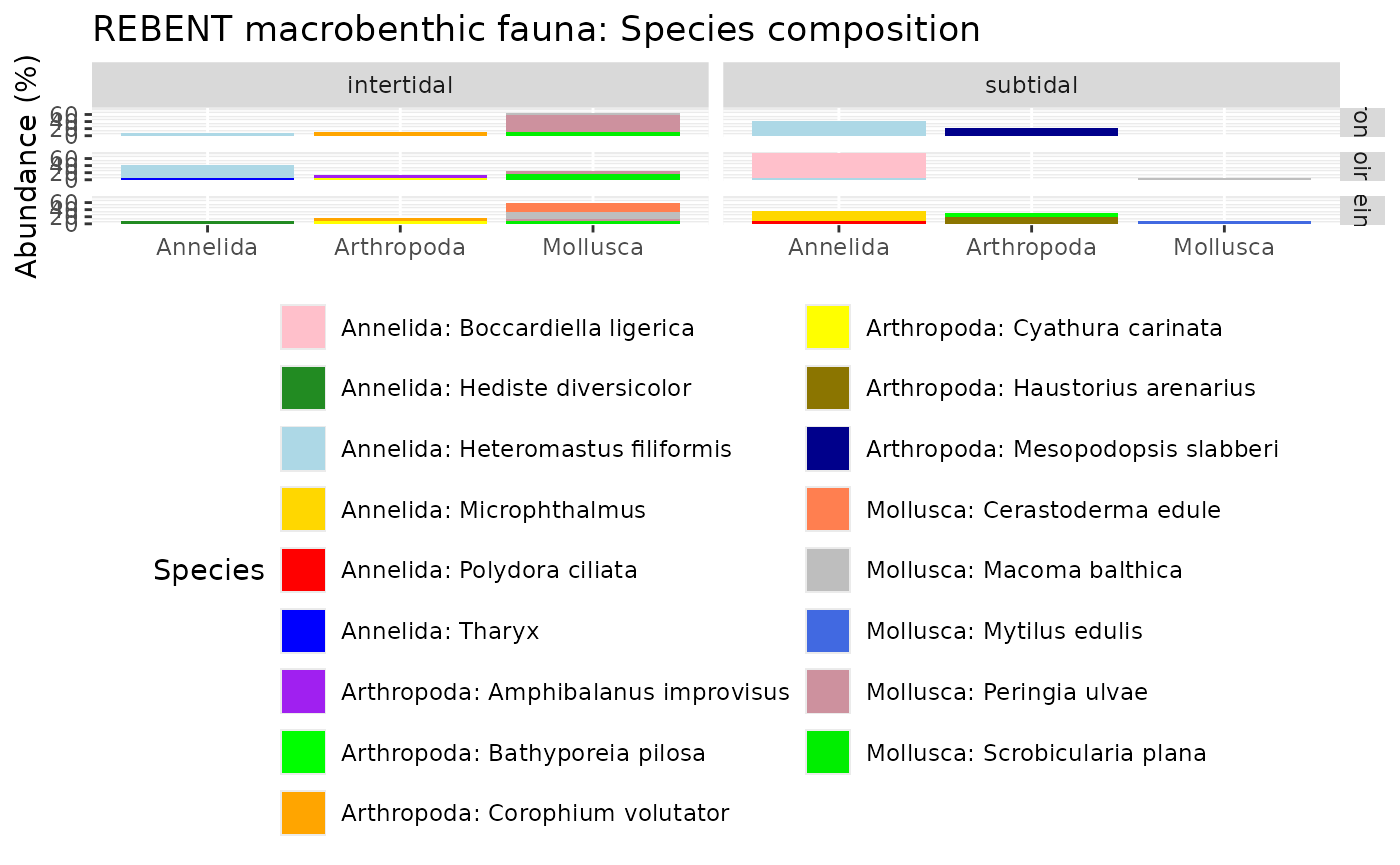 REBENT macrobenthic fauna: Species composition
intertidal subtidal
Abundance (%)
60
40
20
0
on
60
40
20
0
oir
60
40
20
0
ein
Annelida Arthropoda Mollusca Annelida Arthropoda Mollusca
Species
Annelida: Boccardiella ligerica
Annelida: Hediste diversicolor
Annelida: Heteromastus filiformis
Annelida: Microphthalmus
Annelida: Polydora ciliata
Annelida: Tharyx
Arthropoda: Amphibalanus improvisus
Arthropoda: Bathyporeia pilosa
Arthropoda: Corophium volutator
Arthropoda: Cyathura carinata
Arthropoda: Haustorius arenarius
Arthropoda: Mesopodopsis slabberi
Mollusca: Cerastoderma edule
Mollusca: Macoma balthica
Mollusca: Mytilus edulis
Mollusca: Peringia ulvae
Mollusca: Scrobicularia plana